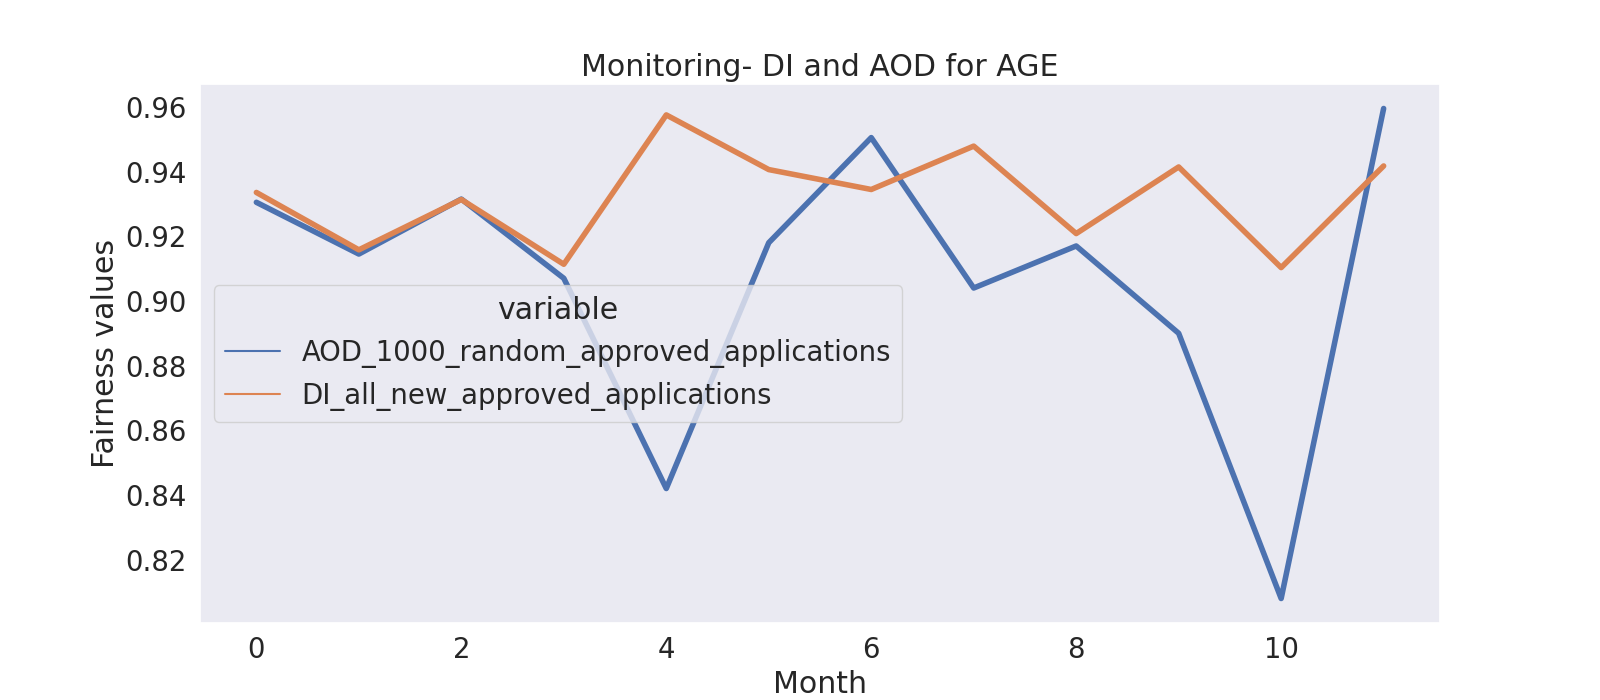 Monitoring- DI and AOD for AGE
0.96
0.94
0.92
0.90
0.88
0.86
0.84
0.82
Fairness values
variable
AOD_1000_random_approved_applications
DI_all_new_approved_applications
0 2 4 6 8 10
Month